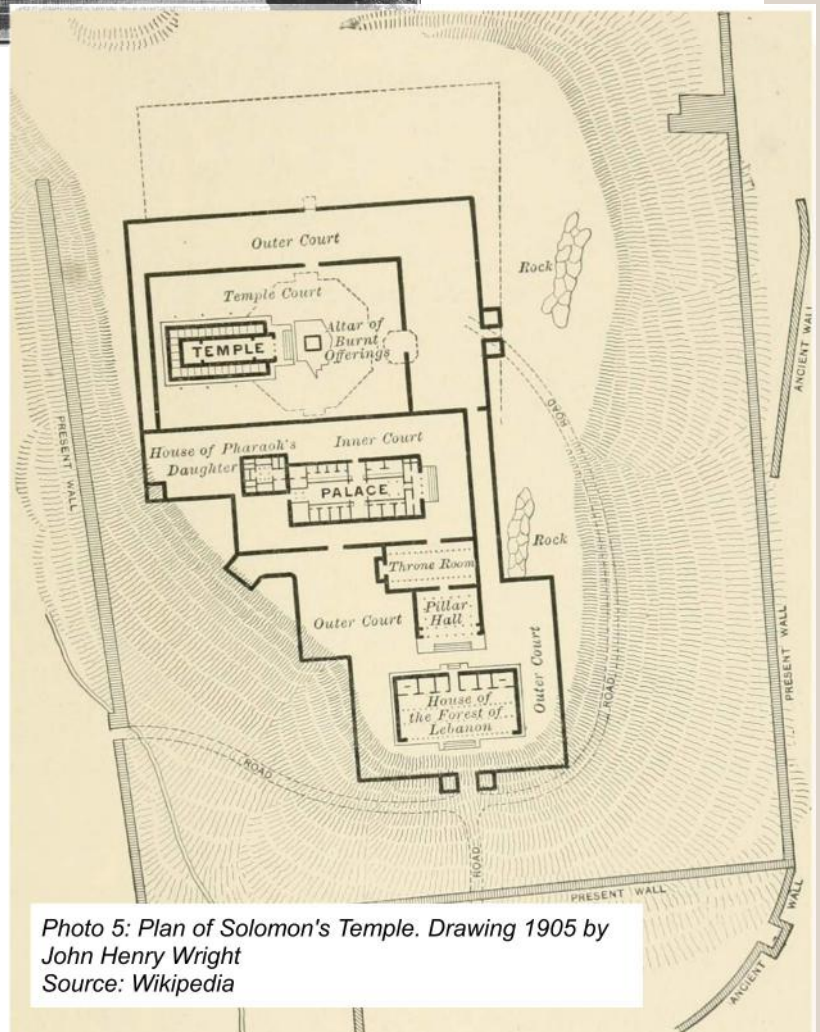 Outer Court
Rock
Temple Court
TEMPLE
Altar of
Burnt
Offerings
ANCIENT WALL
ROAD
PRESENT WALL
House of Pharaoh's
Daughter
Inner Court
PALACE
Rock
Throne Room
Outer Court
Pillar
Hall
Outer Court
House of
the Forest of
Lebanon
ROAD
PRESENT WALL
ROAD
ROAD
PRESENT WALL
ANCIENT WALL
Photo 5: Plan of Solomon's Temple. Drawing 1905 by
John Henry Wright
Source: Wikipedia